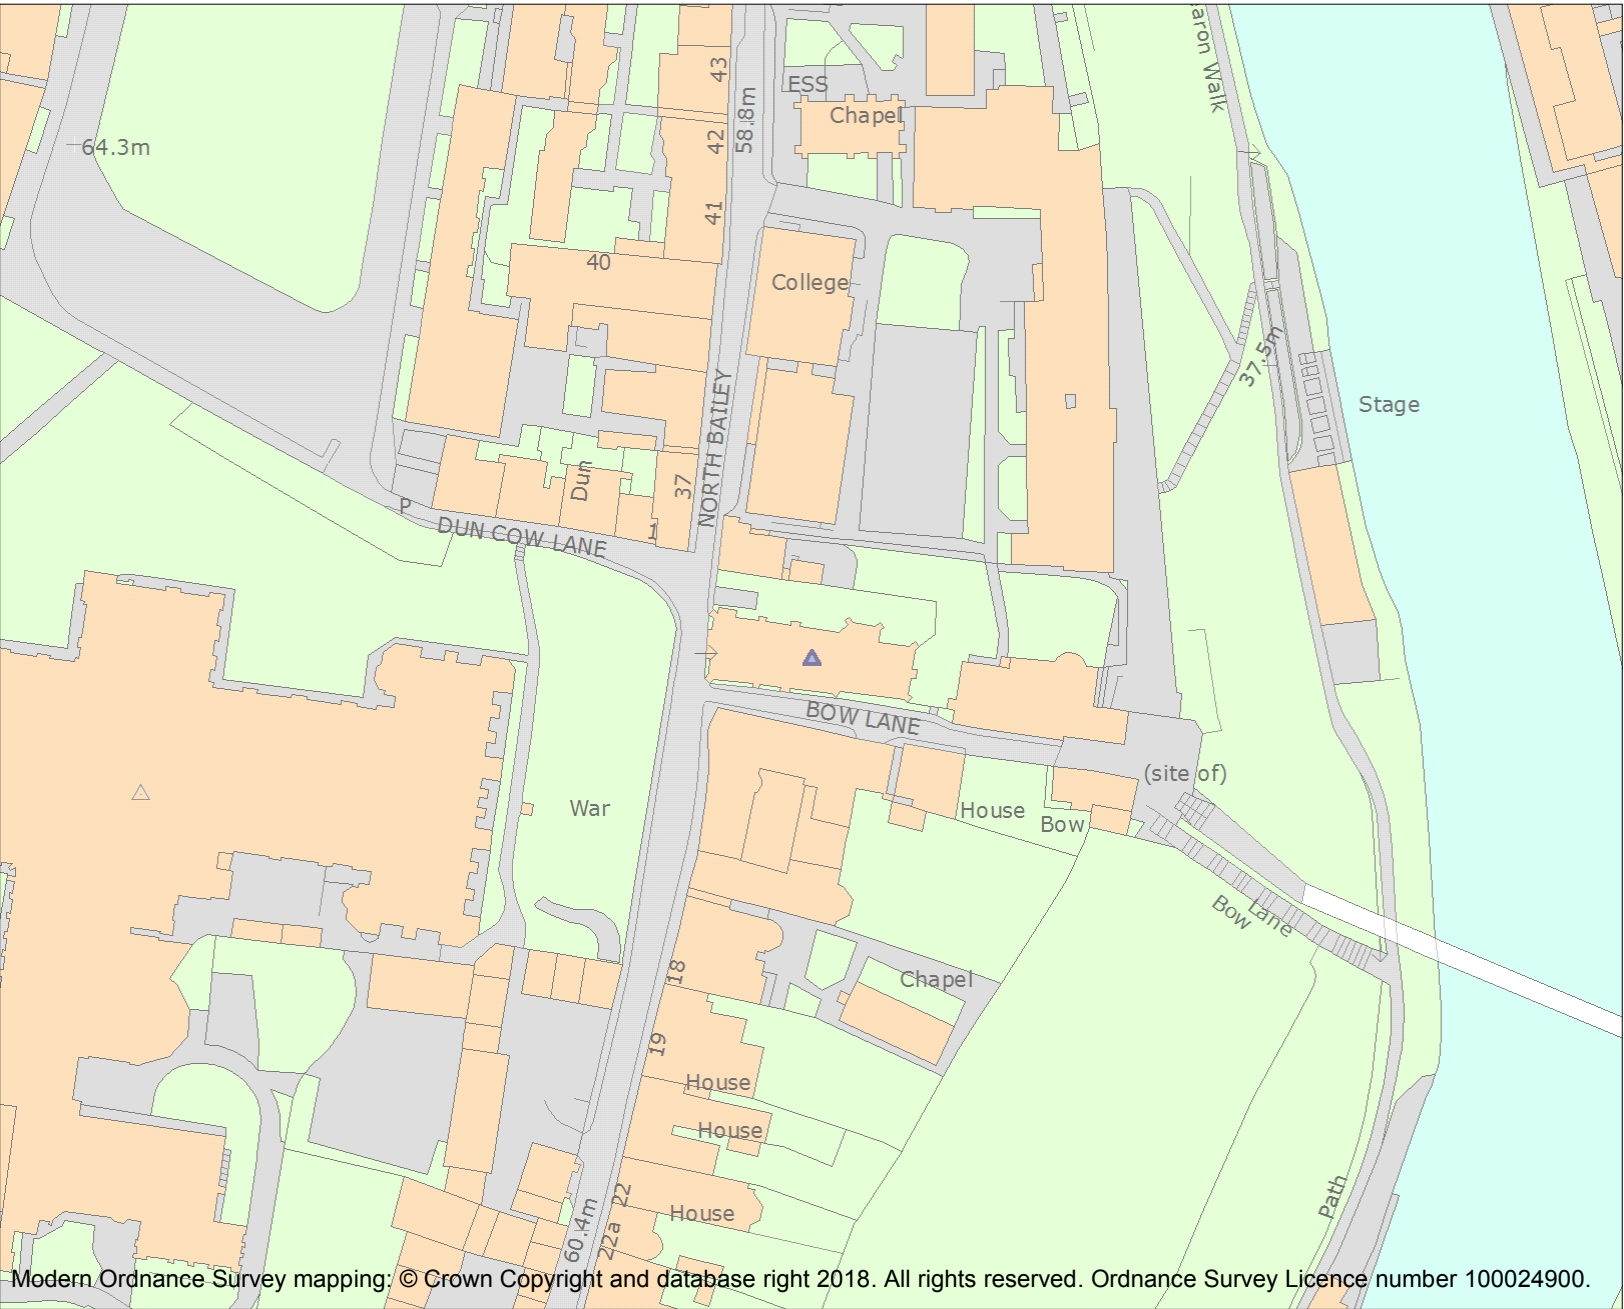 aron Walk
43
ESS
58.8m
Chapel
42
64.3m
41
40
College
37.5m
Stage
NORTH BAILEY
Dun
37
P
DUN COW LANE
1
BOW LANE
(site of)
War
House
Bow
Bow
Lane
18
Chapel
19
House
House
22
Path
House
60.4m
22a
Modern Ordnance Survey mapping: © Crown Copyright and database right 2018. All rights reserved. Ordnance Survey Licence number 100024900.